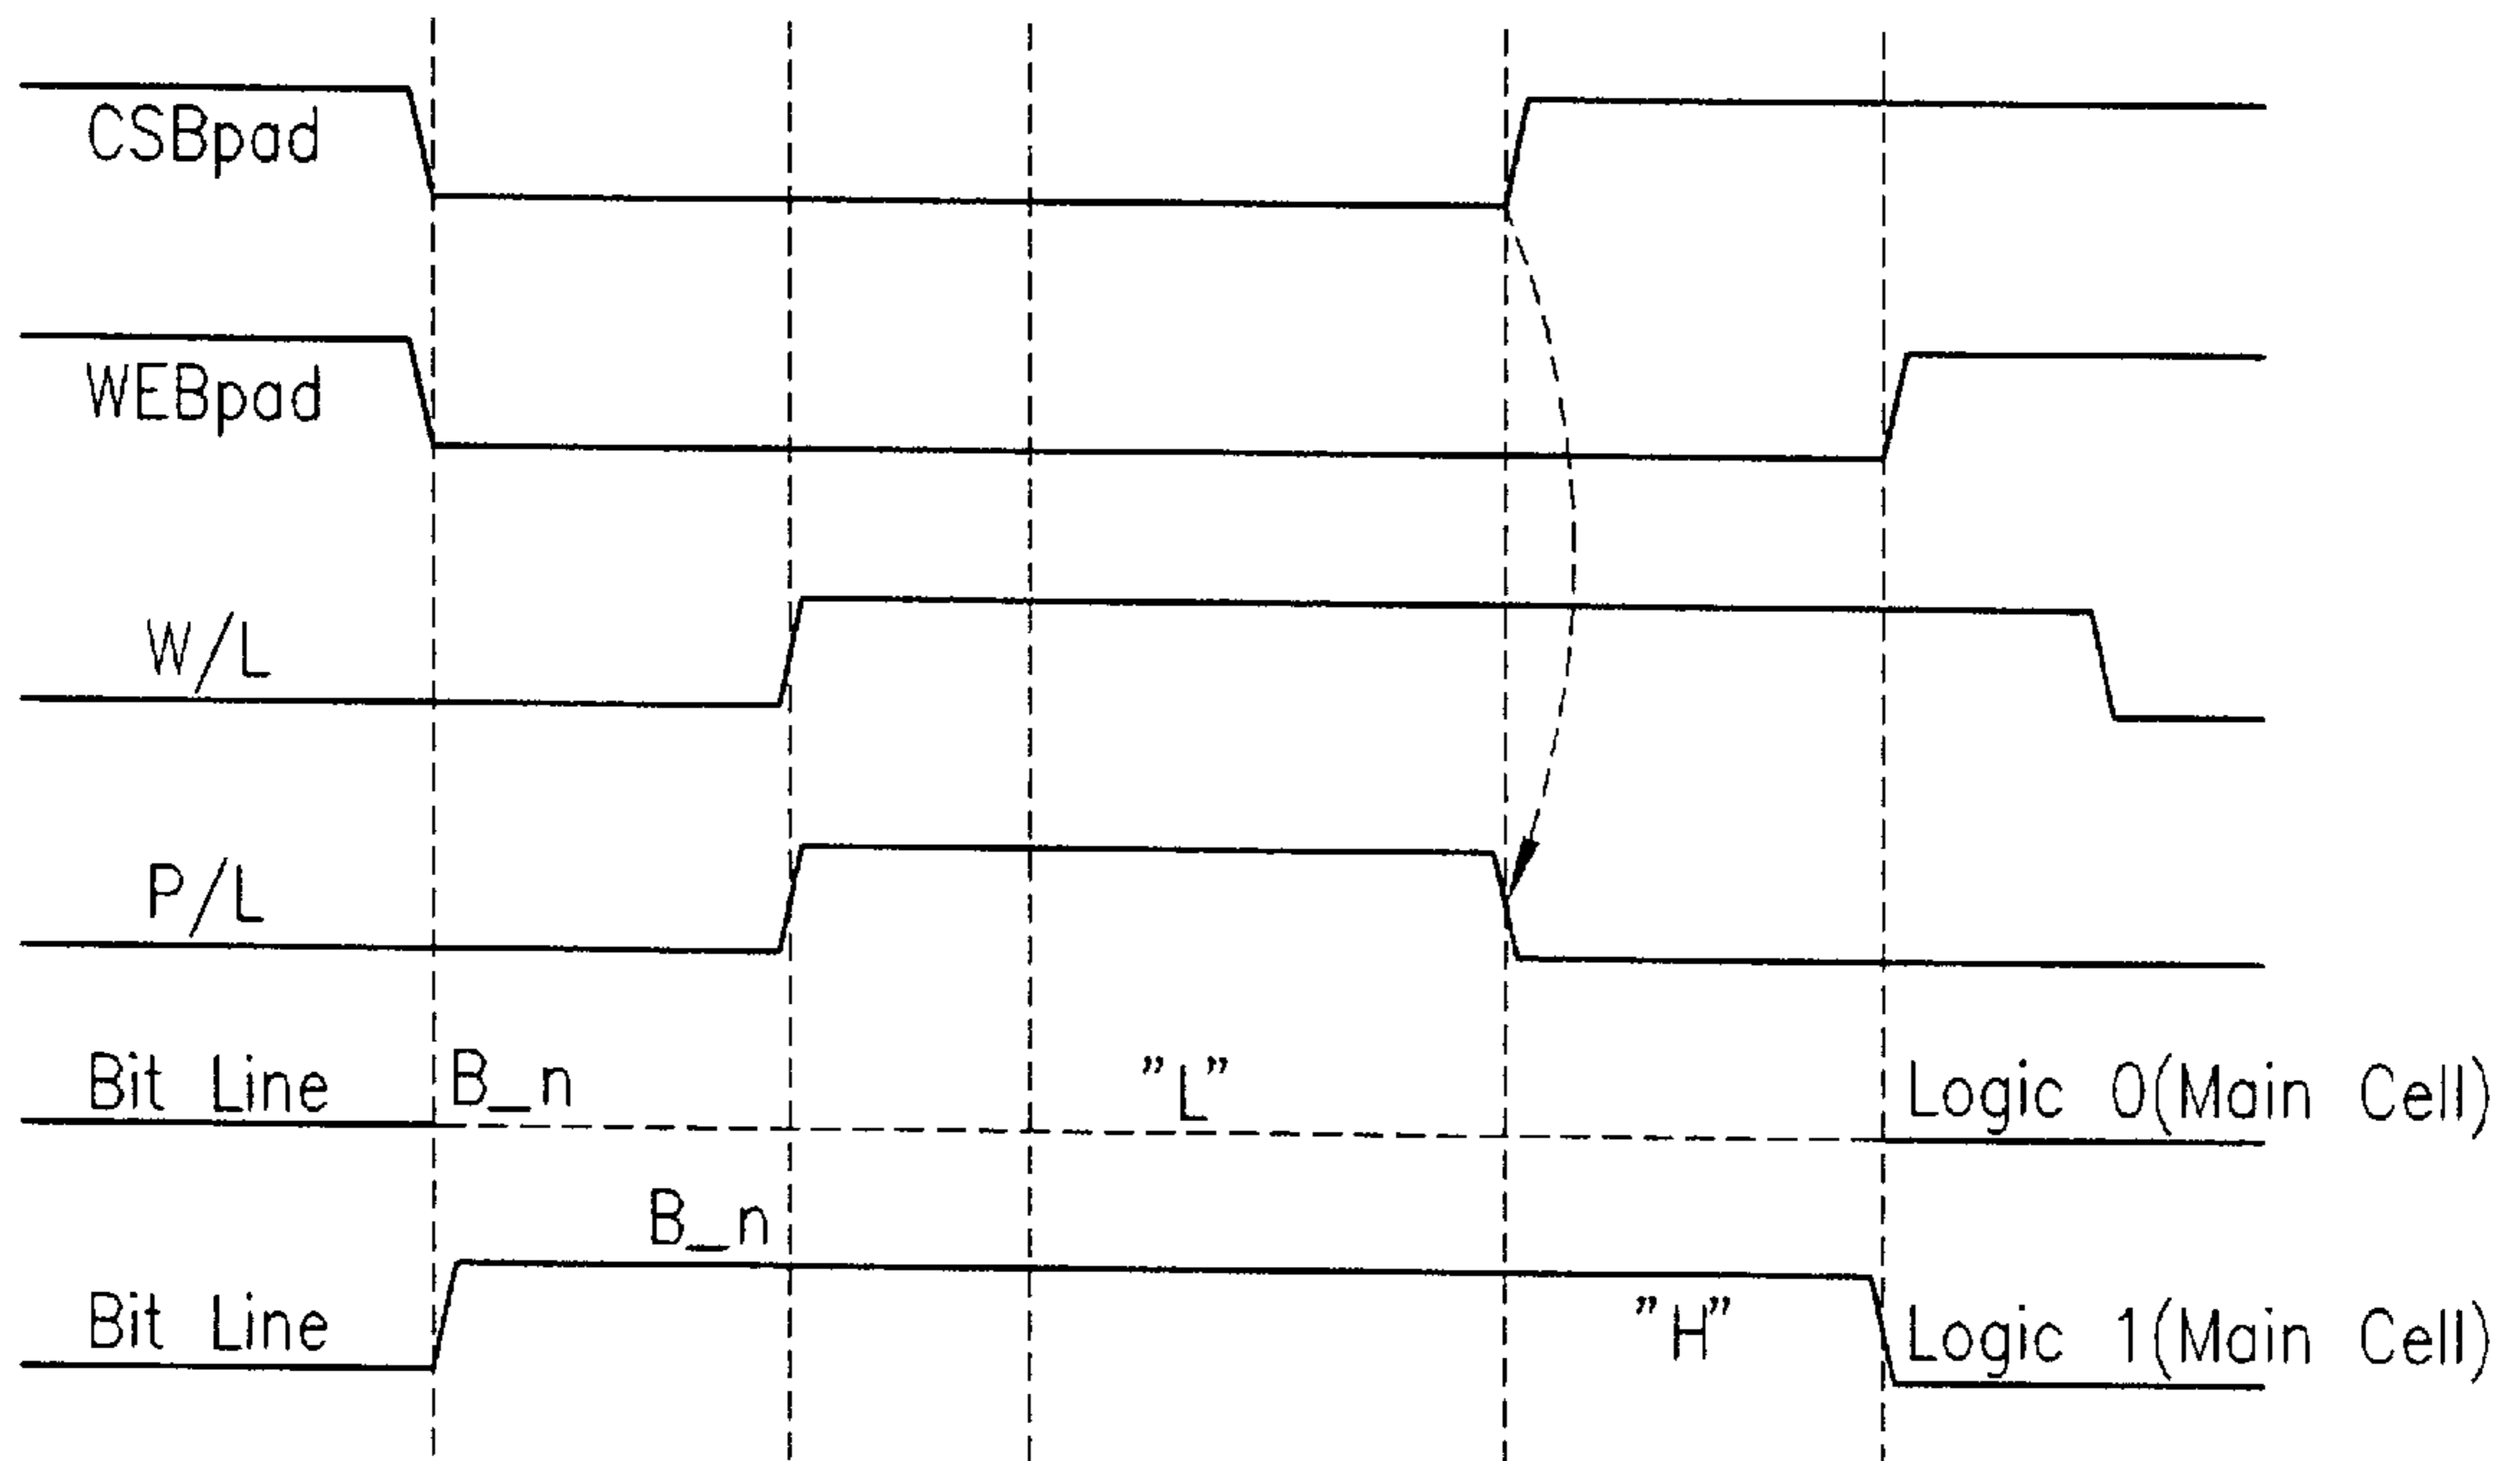 CSBpad
WEBpad
W/L
P/L
Bit Line B_n "L" Logic 0(Main Cell)
B_n
Bit Line "H" Logic 1(Main Cell)